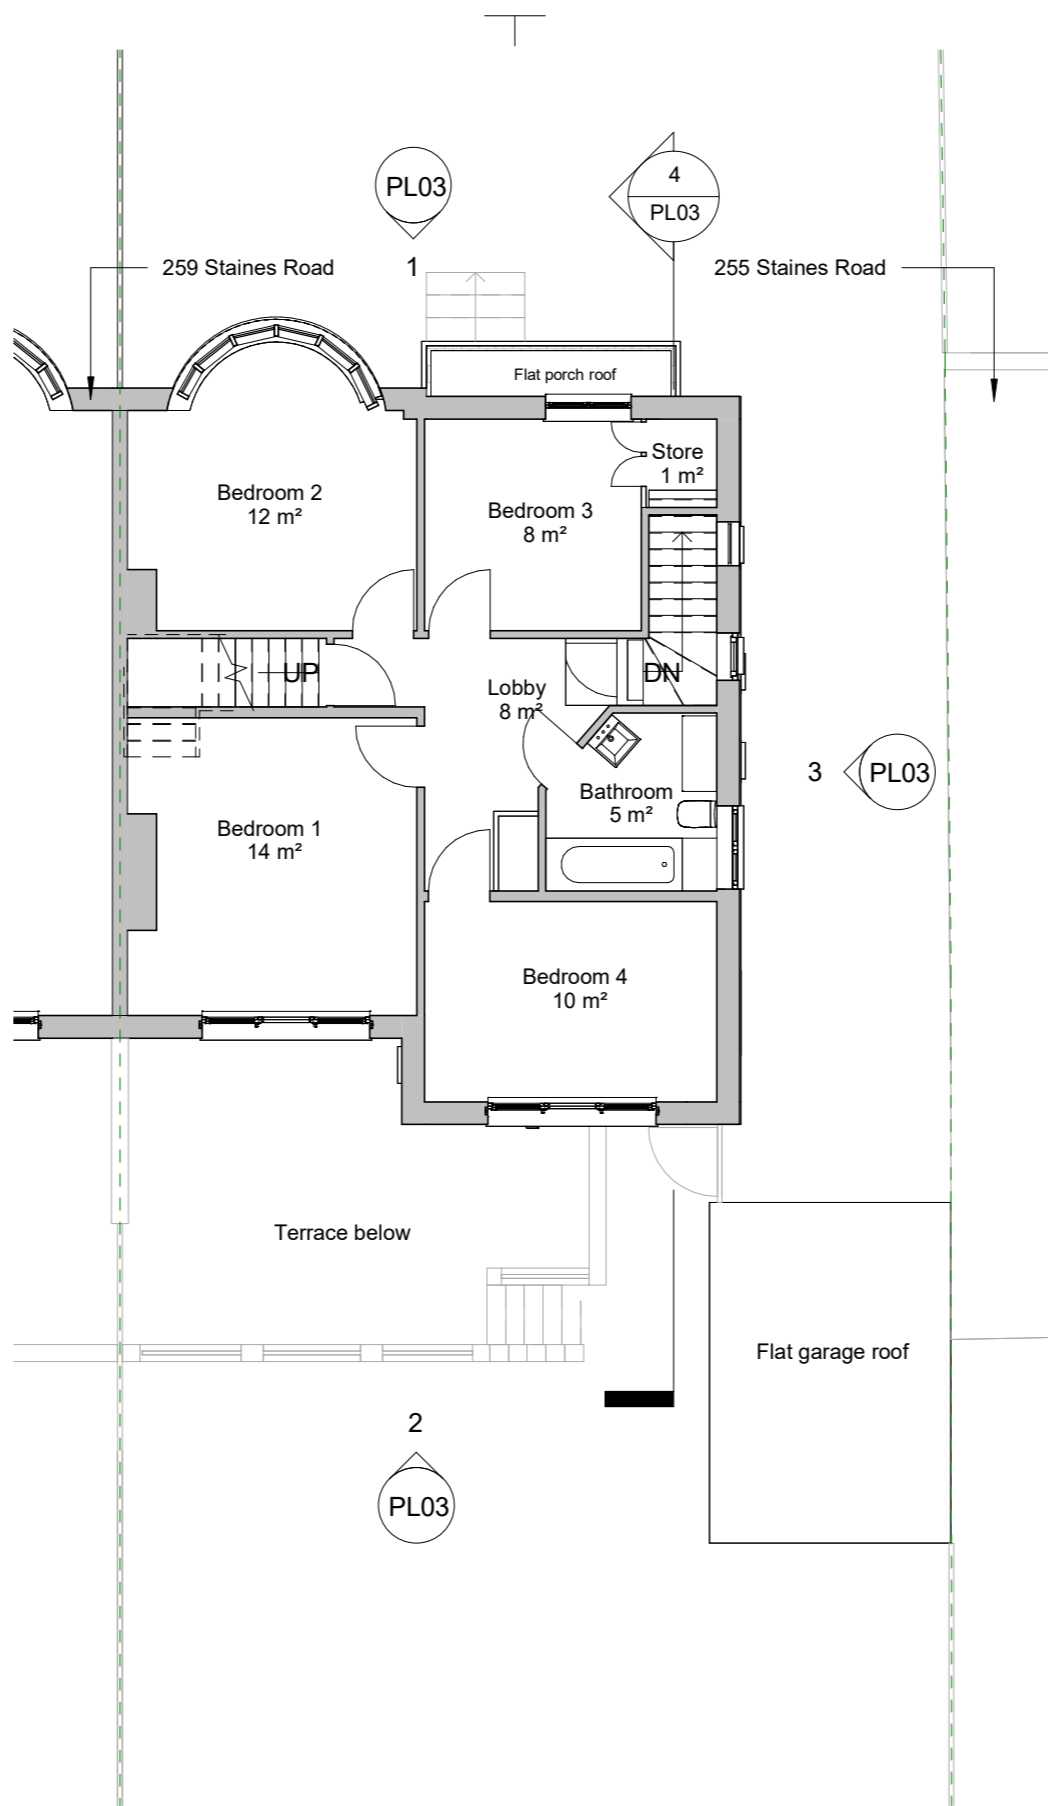 4
PL03
PL03
259 Staines Road
1
255 Staines Road
Flat porch roof
Store
1 m²
Bedroom 2
12 m²
Bedroom 3
8 m²
UP
DN
Lobby
8 m²
3
PL03
Bathroom
5 m²
Bedroom 1
14 m²
Bedroom 4
10 m²
Terrace below
Flat garage roof
2
PL03